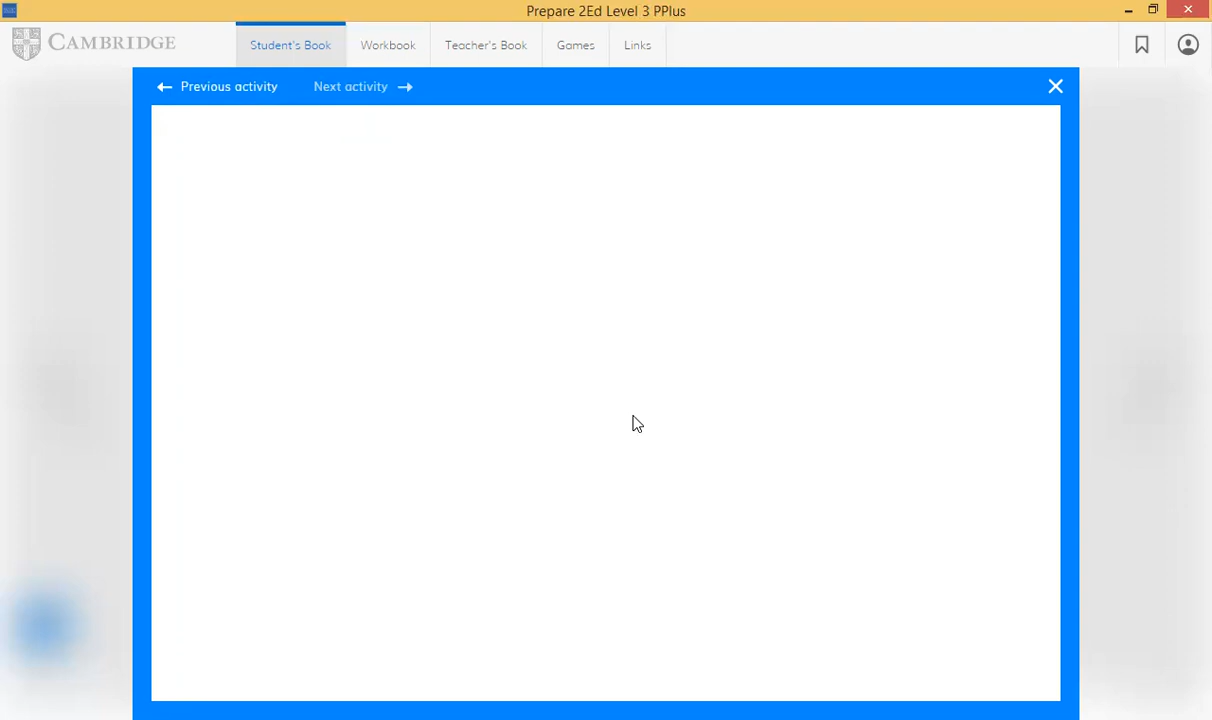 Prepare 2Ed Level 3 PPlus
CAMBRIDGE
Student's Book
Workbook
Teacher's Book
Games
Links
Previous activity
Next activity